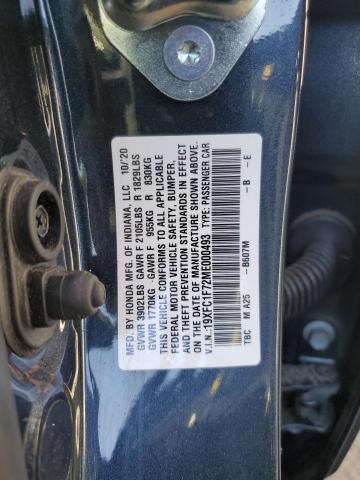 MFD. BY HONDA MFG. OF INDIANA, LLC 10/20
GVWR 3902LBS GAWR F 2105LBS R 1829LBS
GVWR 1770KG GAWR F 955KG R 830KG
THIS VEHICLE CONFORMS TO ALL APPLICABLE
FEDERAL MOTOR VEHICLE SAFETY, BUMPER,
AND THEFT PREVENTION STANDARDS IN EFFECT
ON THE DATE OF MANUFACTURE SHOWN ABOVE.
V.I.N.:19XFC1F72ME000493 TYPE: PASSENGER CAR
TBC M A25 - B607M - B - E